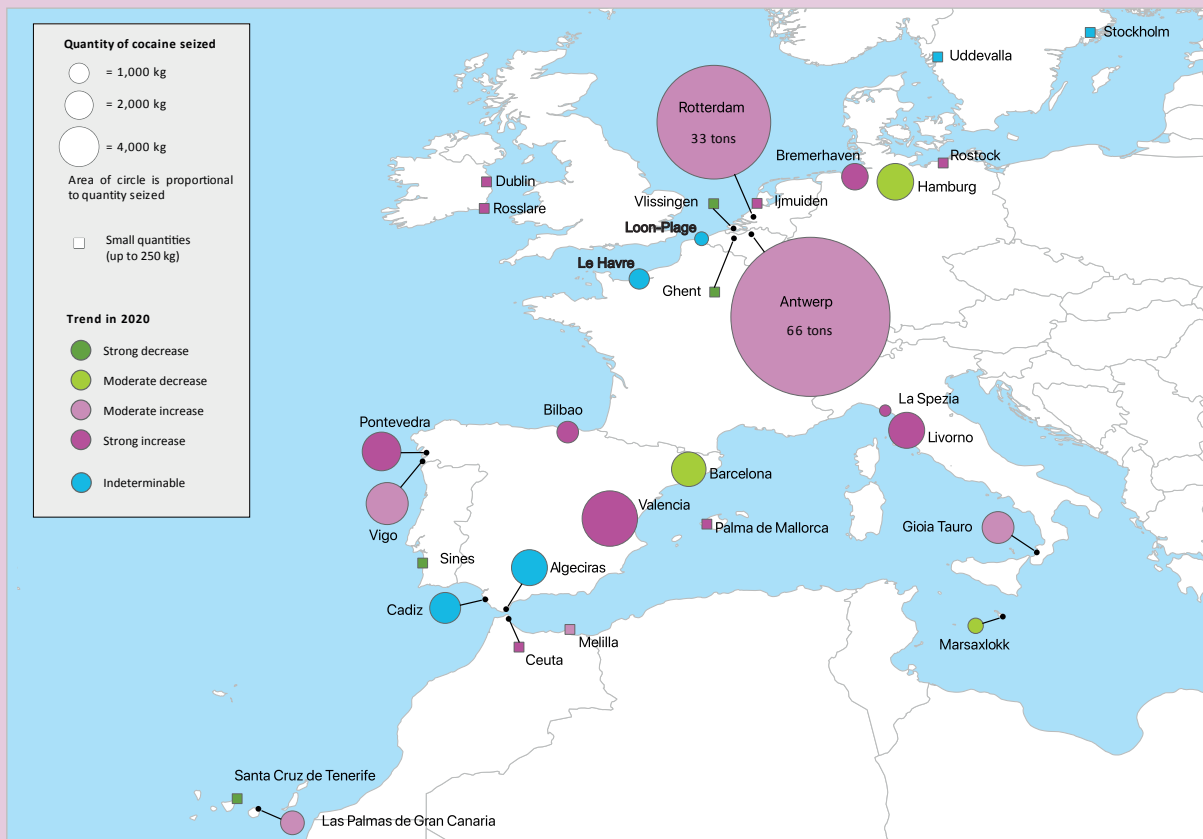 Quantity of cocaine seized
= 1,000 kg
= 2,000 kg
= 4,000 kg
Area of circle is proportional
to quantity seized
Small quantities
(up to 250 kg)
Trend in 2020
Strong decrease
Moderate decrease
Moderate increase
Strong increase
Indeterminable
Stockholm
Uddevalla
Rotterdam
33 tons
Bremerhaven
Rostock
Hamburg
Dublin
Rosslare
Vlissingen
Ijmuiden
Loon-Plage
Le Havre
Ghent
Antwerp
66 tons
La Spezia
Livorno
Bilbao
Pontevedra
Barcelona
Valencia
Vigo
Palma de Mallorca
Gioia Tauro
Sines
Algeciras
Cadiz
Melilla
Ceuta
Marsaxlokk
Santa Cruz de Tenerife
Las Palmas de Gran Canaria